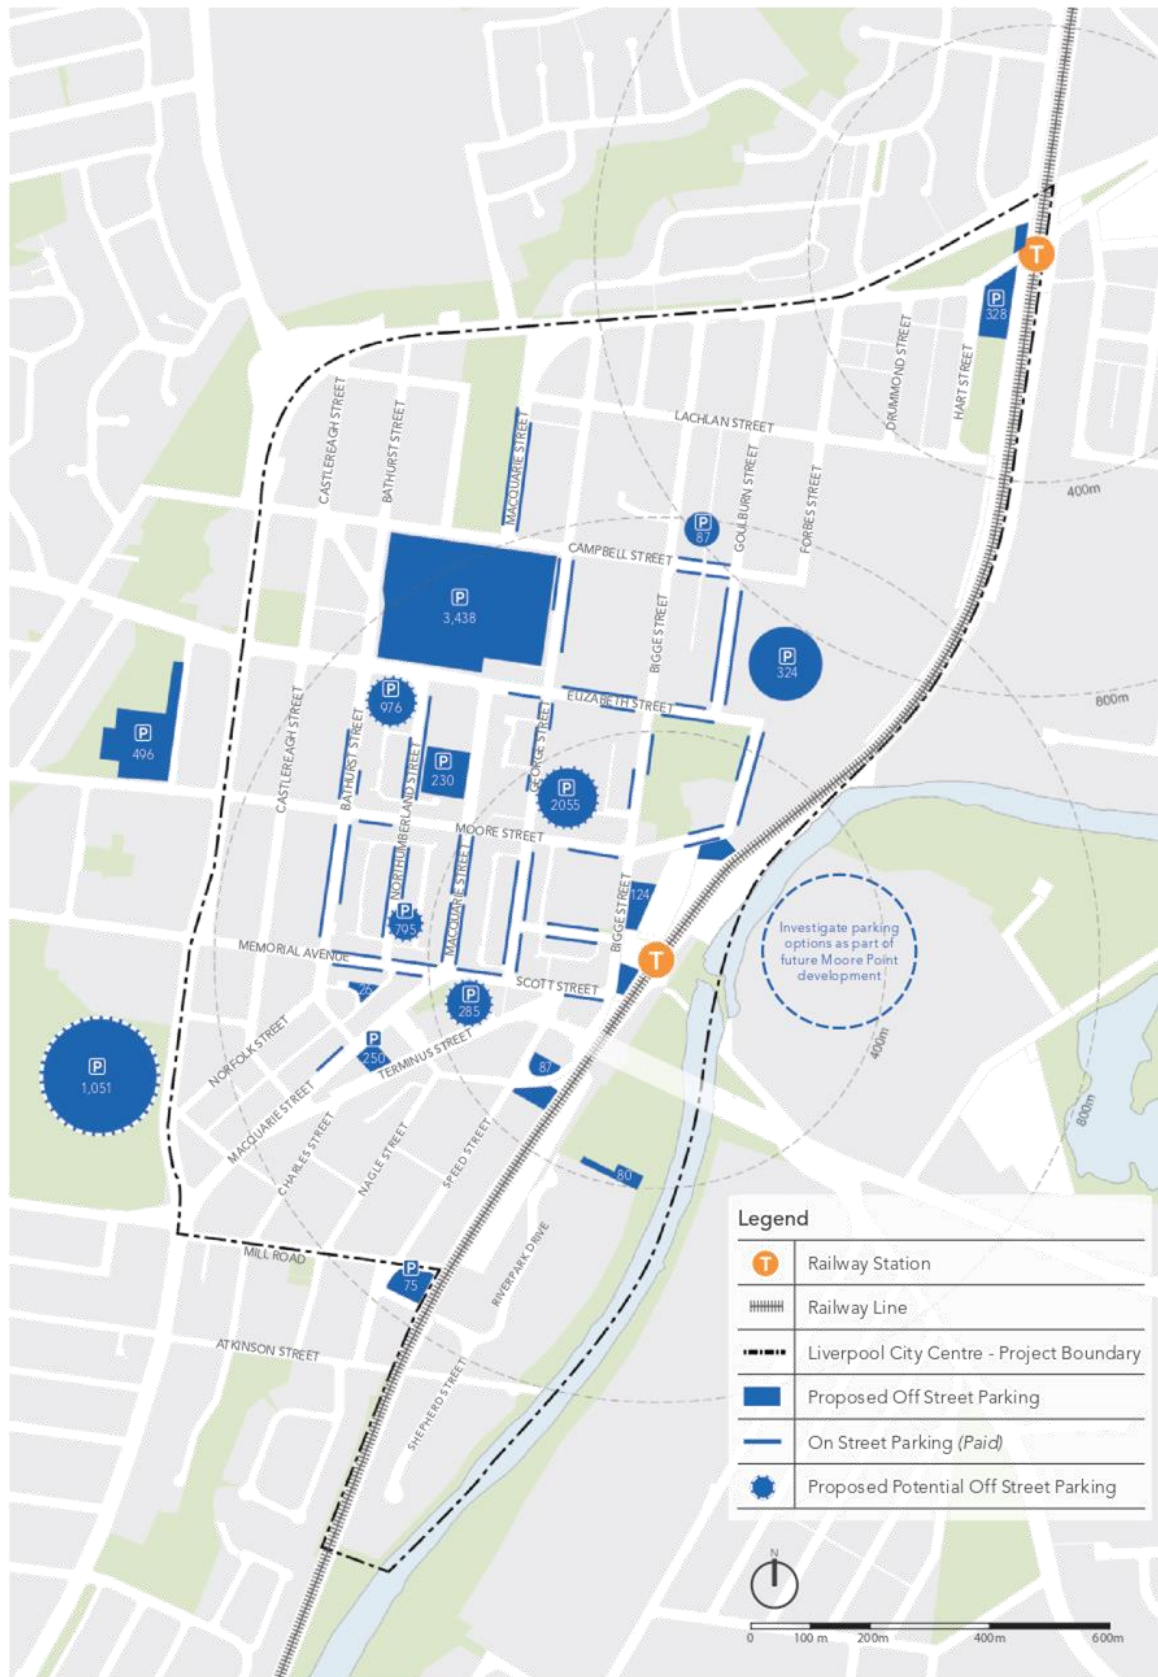 T
P
328
DRUMMOND STREET
HART STREET
LACHLAN STREET
CASTLEREAGH STREET
BATHURST STREET
MACQUARIE STREET
GOULBURN STREET
FORBES STREET
400m
P
87
CAMPBELL STREET
P
3,438
BIGGE STREET
P
324
800m
P
976
ELIZABETH STREET
P
496
CASTLEREAGH STREET
BATHURST STREET
NORTHUMBERLAND STREET
P
230
GEORGE STREET
P
2055
MOORE STREET
MACQUARIE STREET
BIGGE STREET
124
P
795
MEMORIAL AVENUE
T
Investigate parking
options as part of
future Moore Point
development
SCOTT STREET
P
285
P
250
TERMINUS STREET
NORFOLK STREET
400m
P
1,051
87
MACQUARIE STREET
CHARLES STREET
NAGLE STREET
SPEED STREET
800m
80
MILL ROAD
P
75
RIVERPARK DRIVE
ATKINSON STREET
SHEPHERD STREET
Legend
T Railway Station
Railway Line
Liverpool City Centre - Project Boundary
Proposed Off Street Parking
On Street Parking (Paid)
Proposed Potential Off Street Parking
N
0 100 m 200m 400m 600m